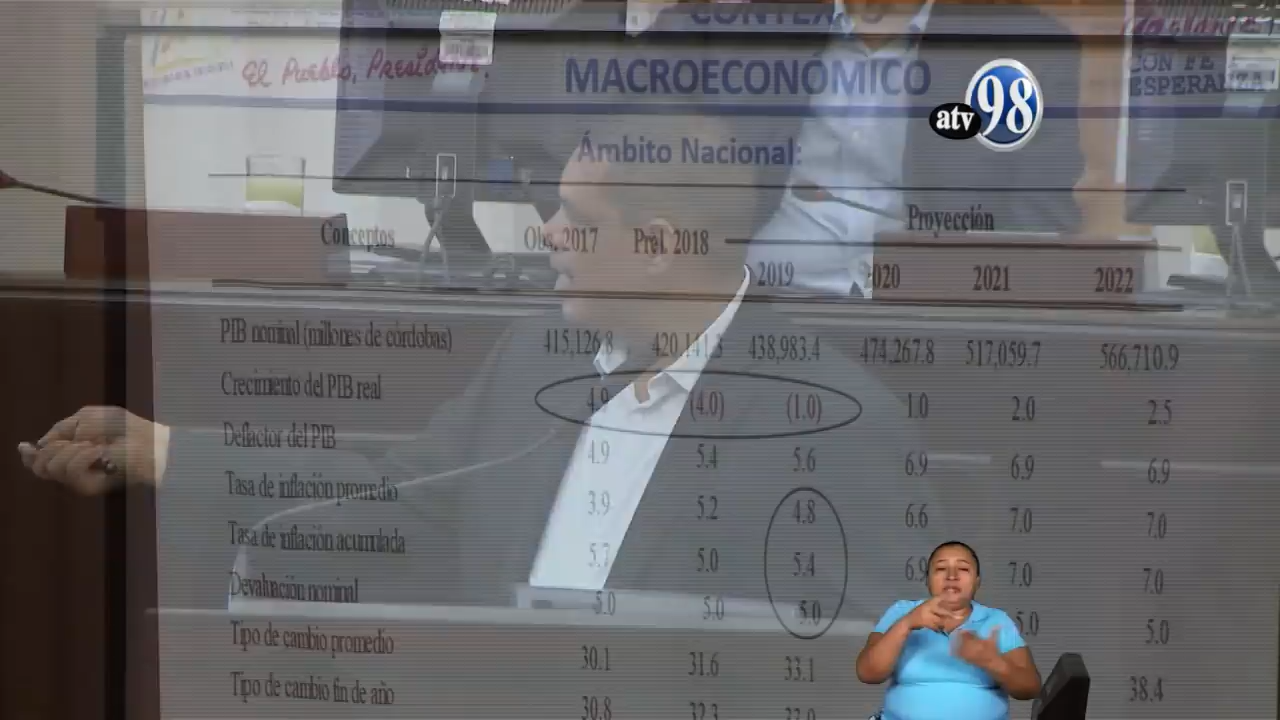 El Pueblo, Presidente.
CONTEXTO
MACROECONÓMICO
CON FE Y
ESPERANZA
atv 98
Ámbito Nacional:
Conceptos Obs. 2017 Prel. 2018 Proyección
2019 2020 2021 2022
PIB nominal (millones de córdobas) 415,126.8 420,141.3 438,983.4 474,267.8 517,059.7 566,710.9
Crecimiento del PIB real 4.9 (4.0) (1.0) 1.0 2.0 2.5
Deflactor del PIB 4.9 5.4 5.6 6.9 6.9 6.9
Tasa de inflación promedio 3.9 5.2 4.8 6.6 7.0 7.0
Tasa de inflación acumulada 5.7 5.0 5.4 6.9 7.0 7.0
Devaluación nominal 5.0 5.0 5.0 5.0 5.0
Tipo de cambio promedio 30.1 31.6 33.1 38.4
Tipo de cambio fin de año 30.8 32.3